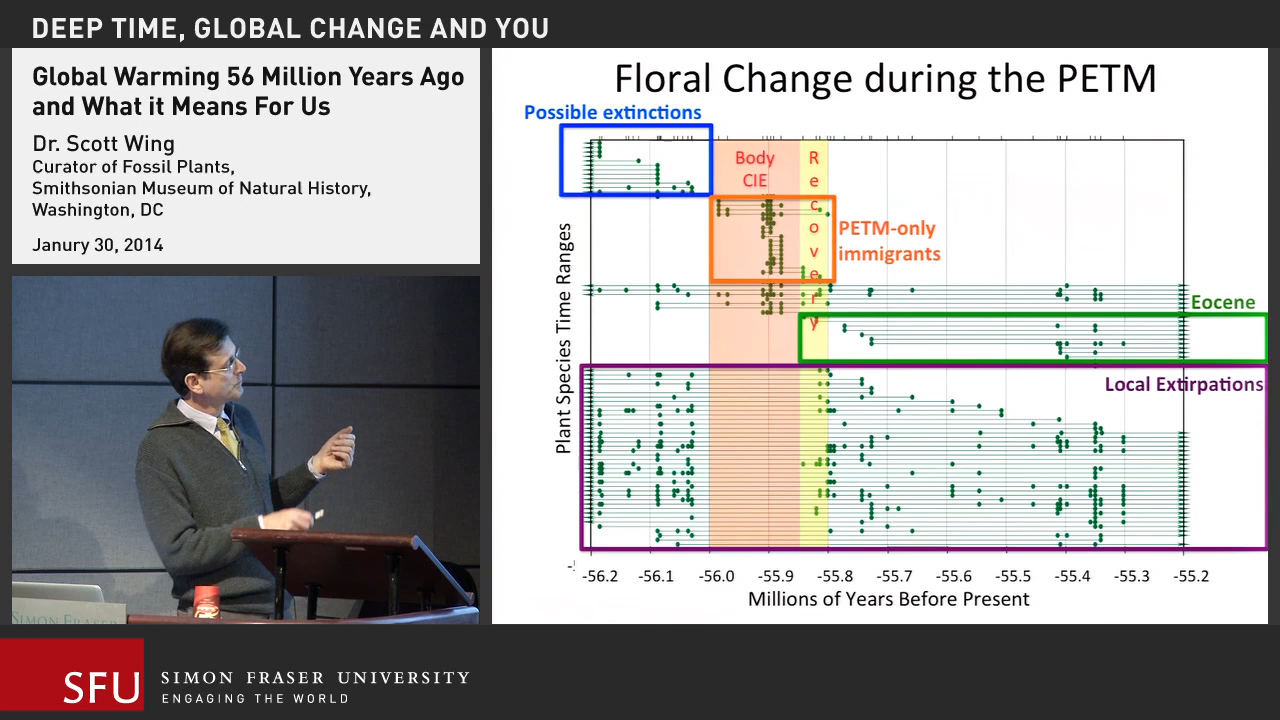 DEEP TIME, GLOBAL CHANGE AND YOU
Global Warming 56 Million Years Ago
and What it Means For Us
Dr. Scott Wing
Curator of Fossil Plants,
Smithsonian Museum of Natural History,
Washington, DC
Janury 30, 2014
Floral Change during the PETM
Possible extinctions
Body
CIE
Recovery
PETM-only
immigrants
Eocene
Local Extirpations
Plant Species Time Ranges
-56.2 -56.1 -56.0 -55.9 -55.8 -55.7 -55.6 -55.5 -55.4 -55.3 -55.2
Millions of Years Before Present
SIMON FRASER
SFU
SIMON FRASER UNIVERSITY
ENGAGING THE WORLD